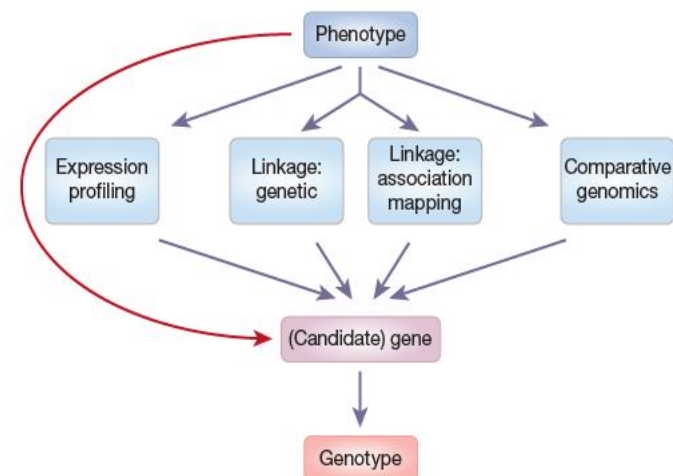 Phenotype
Expression
profiling
Linkage:
genetic
Linkage:
association
mapping
Comparative
genomics
(Candidate) gene
Genotype